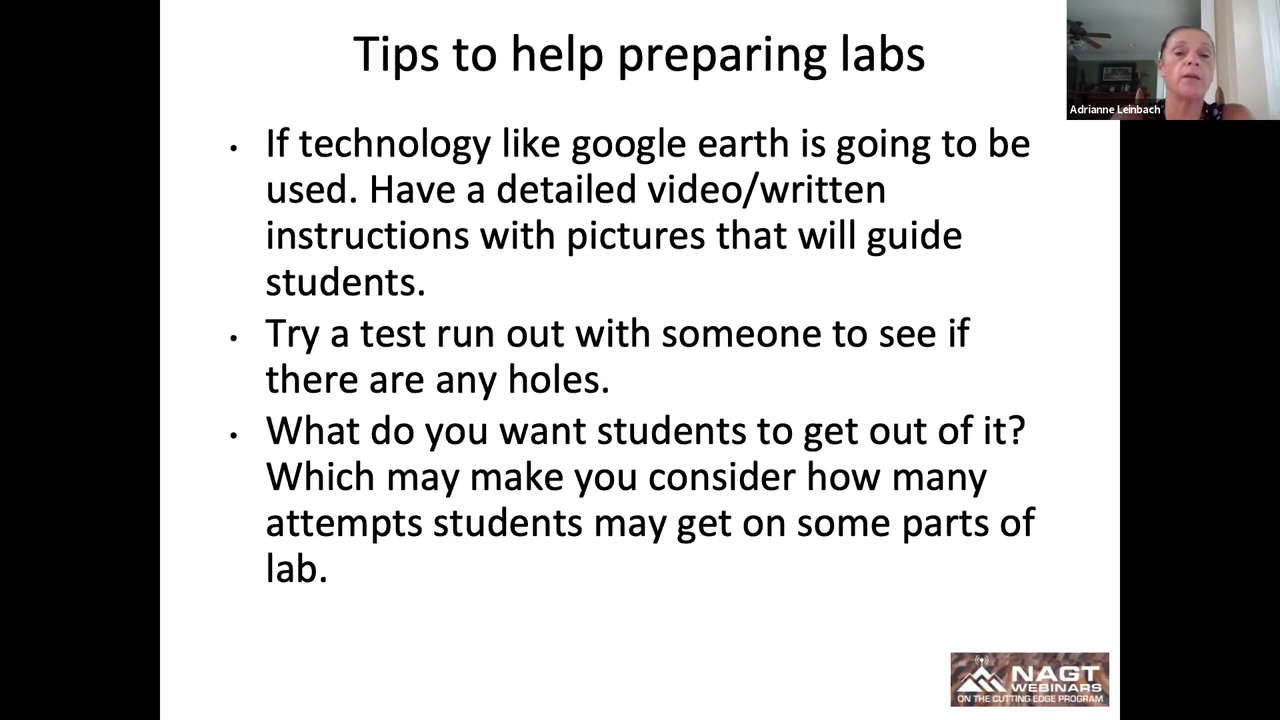 Tips to help preparing labs
Adrianne Leinbach
• If technology like google earth is going to be
used. Have a detailed video/written
instructions with pictures that will guide
students.
• Try a test run out with someone to see if
there are any holes.
• What do you want students to get out of it?
Which may make you consider how many
attempts students may get on some parts of
lab.
NAGT
WEBINARS
ON THE CUTTING EDGE PROGRAM